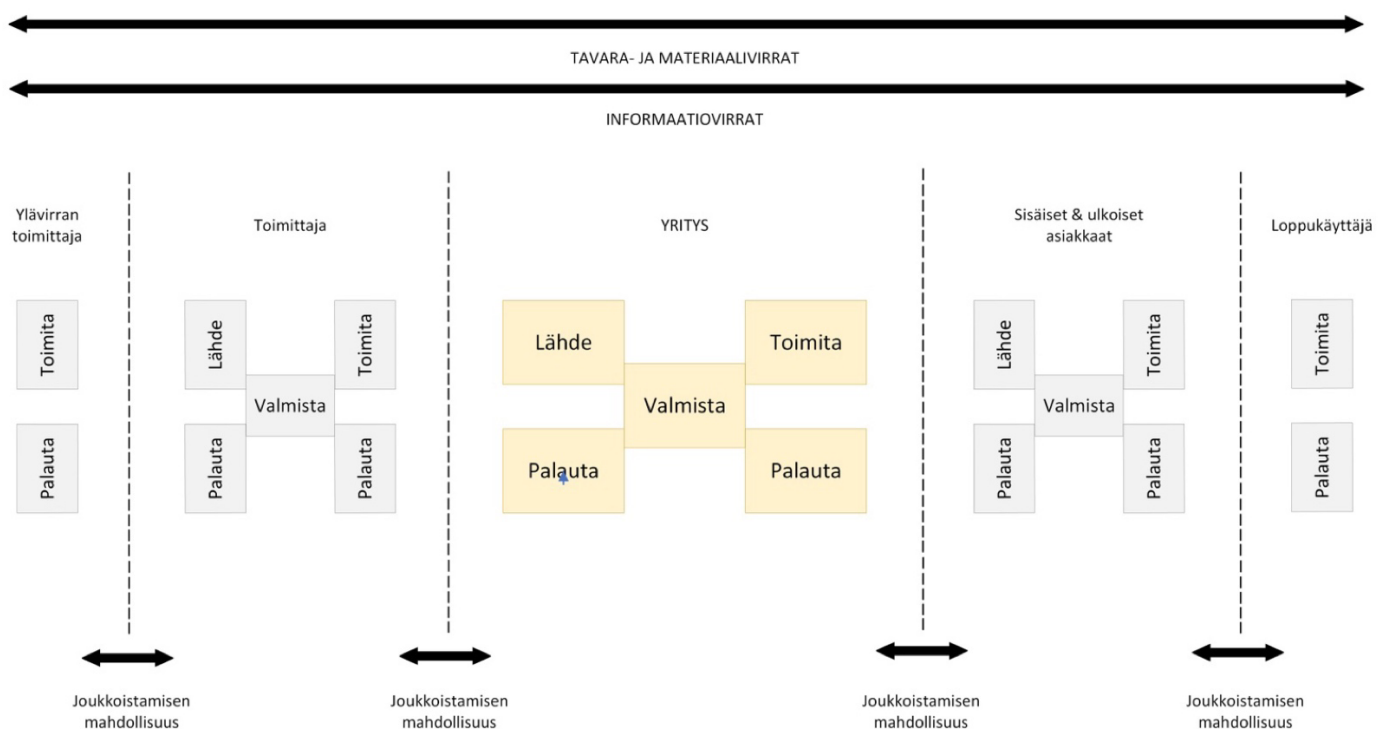 TAVARA- JA MATERIAALIVIRRAT
INFORMAATIOVIRRAT
Ylävirran
toimittaja
Toimittaja
YRITYS
Sisäiset & ulkoiset
asiakkaat
Loppukäyttäjä
Toimita
Palauta
Lähde
Toimita
Valmista
Palauta
Palauta
Lähde
Toimita
Valmista
Palauta
Palauta
Lähde
Toimita
Valmista
Palauta
Palauta
Toimita
Palauta
Joukkoistamisen
mahdollisuus
Joukkoistamisen
mahdollisuus
Joukkoistamisen
mahdollisuus
Joukkoistamisen
mahdollisuus